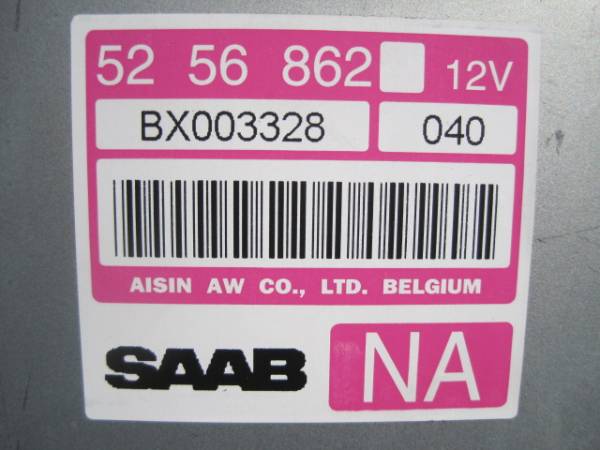 52 56 862 12V
BX003328 040
AISIN AW CO., LTD. BELGIUM
SAAB NA